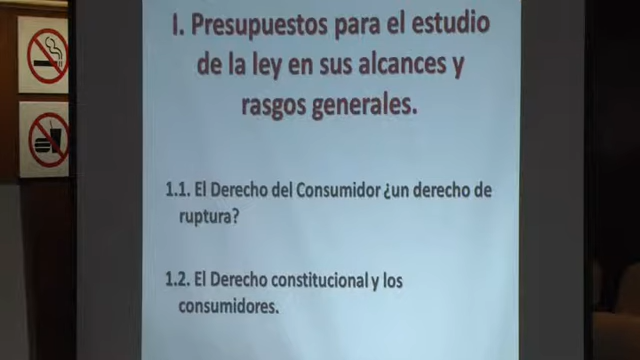 I. Presupuestos para el estudio
de la ley en sus alcances y
rasgos generales.
1.1. El Derecho del Consumidor ¿un derecho de
ruptura?
1.2. El Derecho constitucional y los
consumidores.